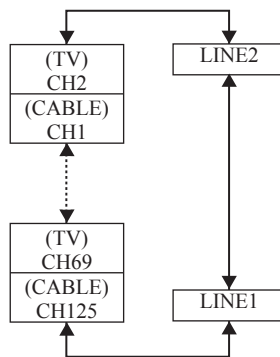 (TV)
CH2
(CABLE)
CH1
LINE2
(TV)
CH69
(CABLE)
CH125
LINE1